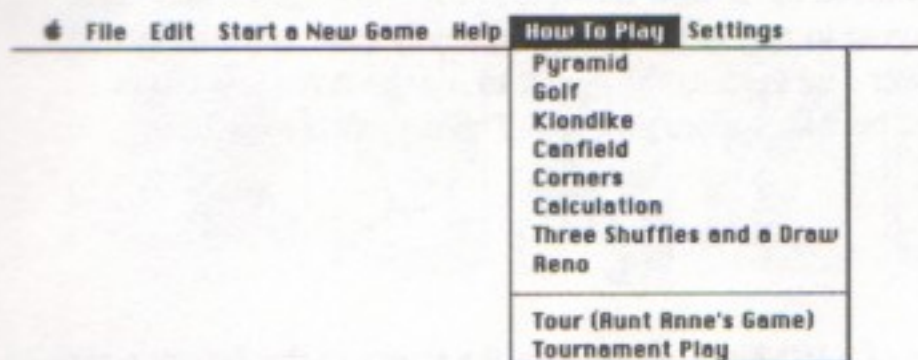 File Edit Start a New Game Help How To Play Settings
Pyramid
Golf
Klondike
Canfield
Corners
Calculation
Three Shuffles and a Draw
Reno
Tour (Aunt Anne's Game)
Tournament Play